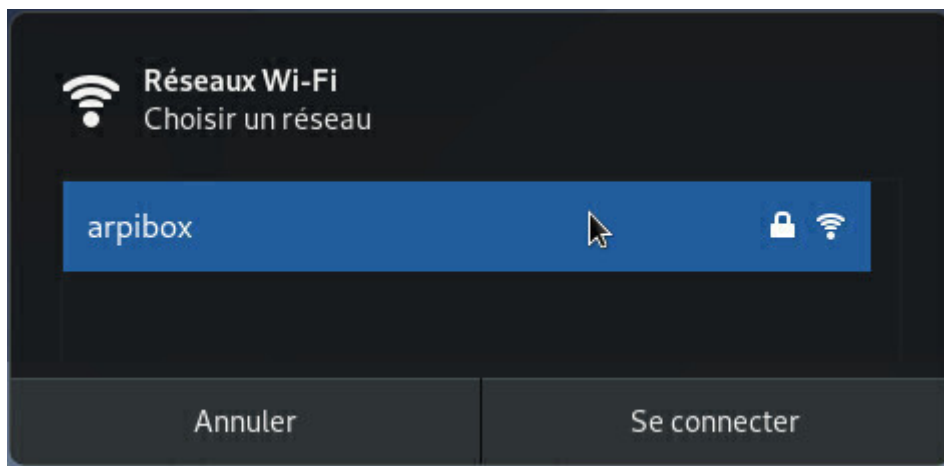 Réseaux Wi-Fi
Choisir un réseau
arpibox
Annuler
Se connecter